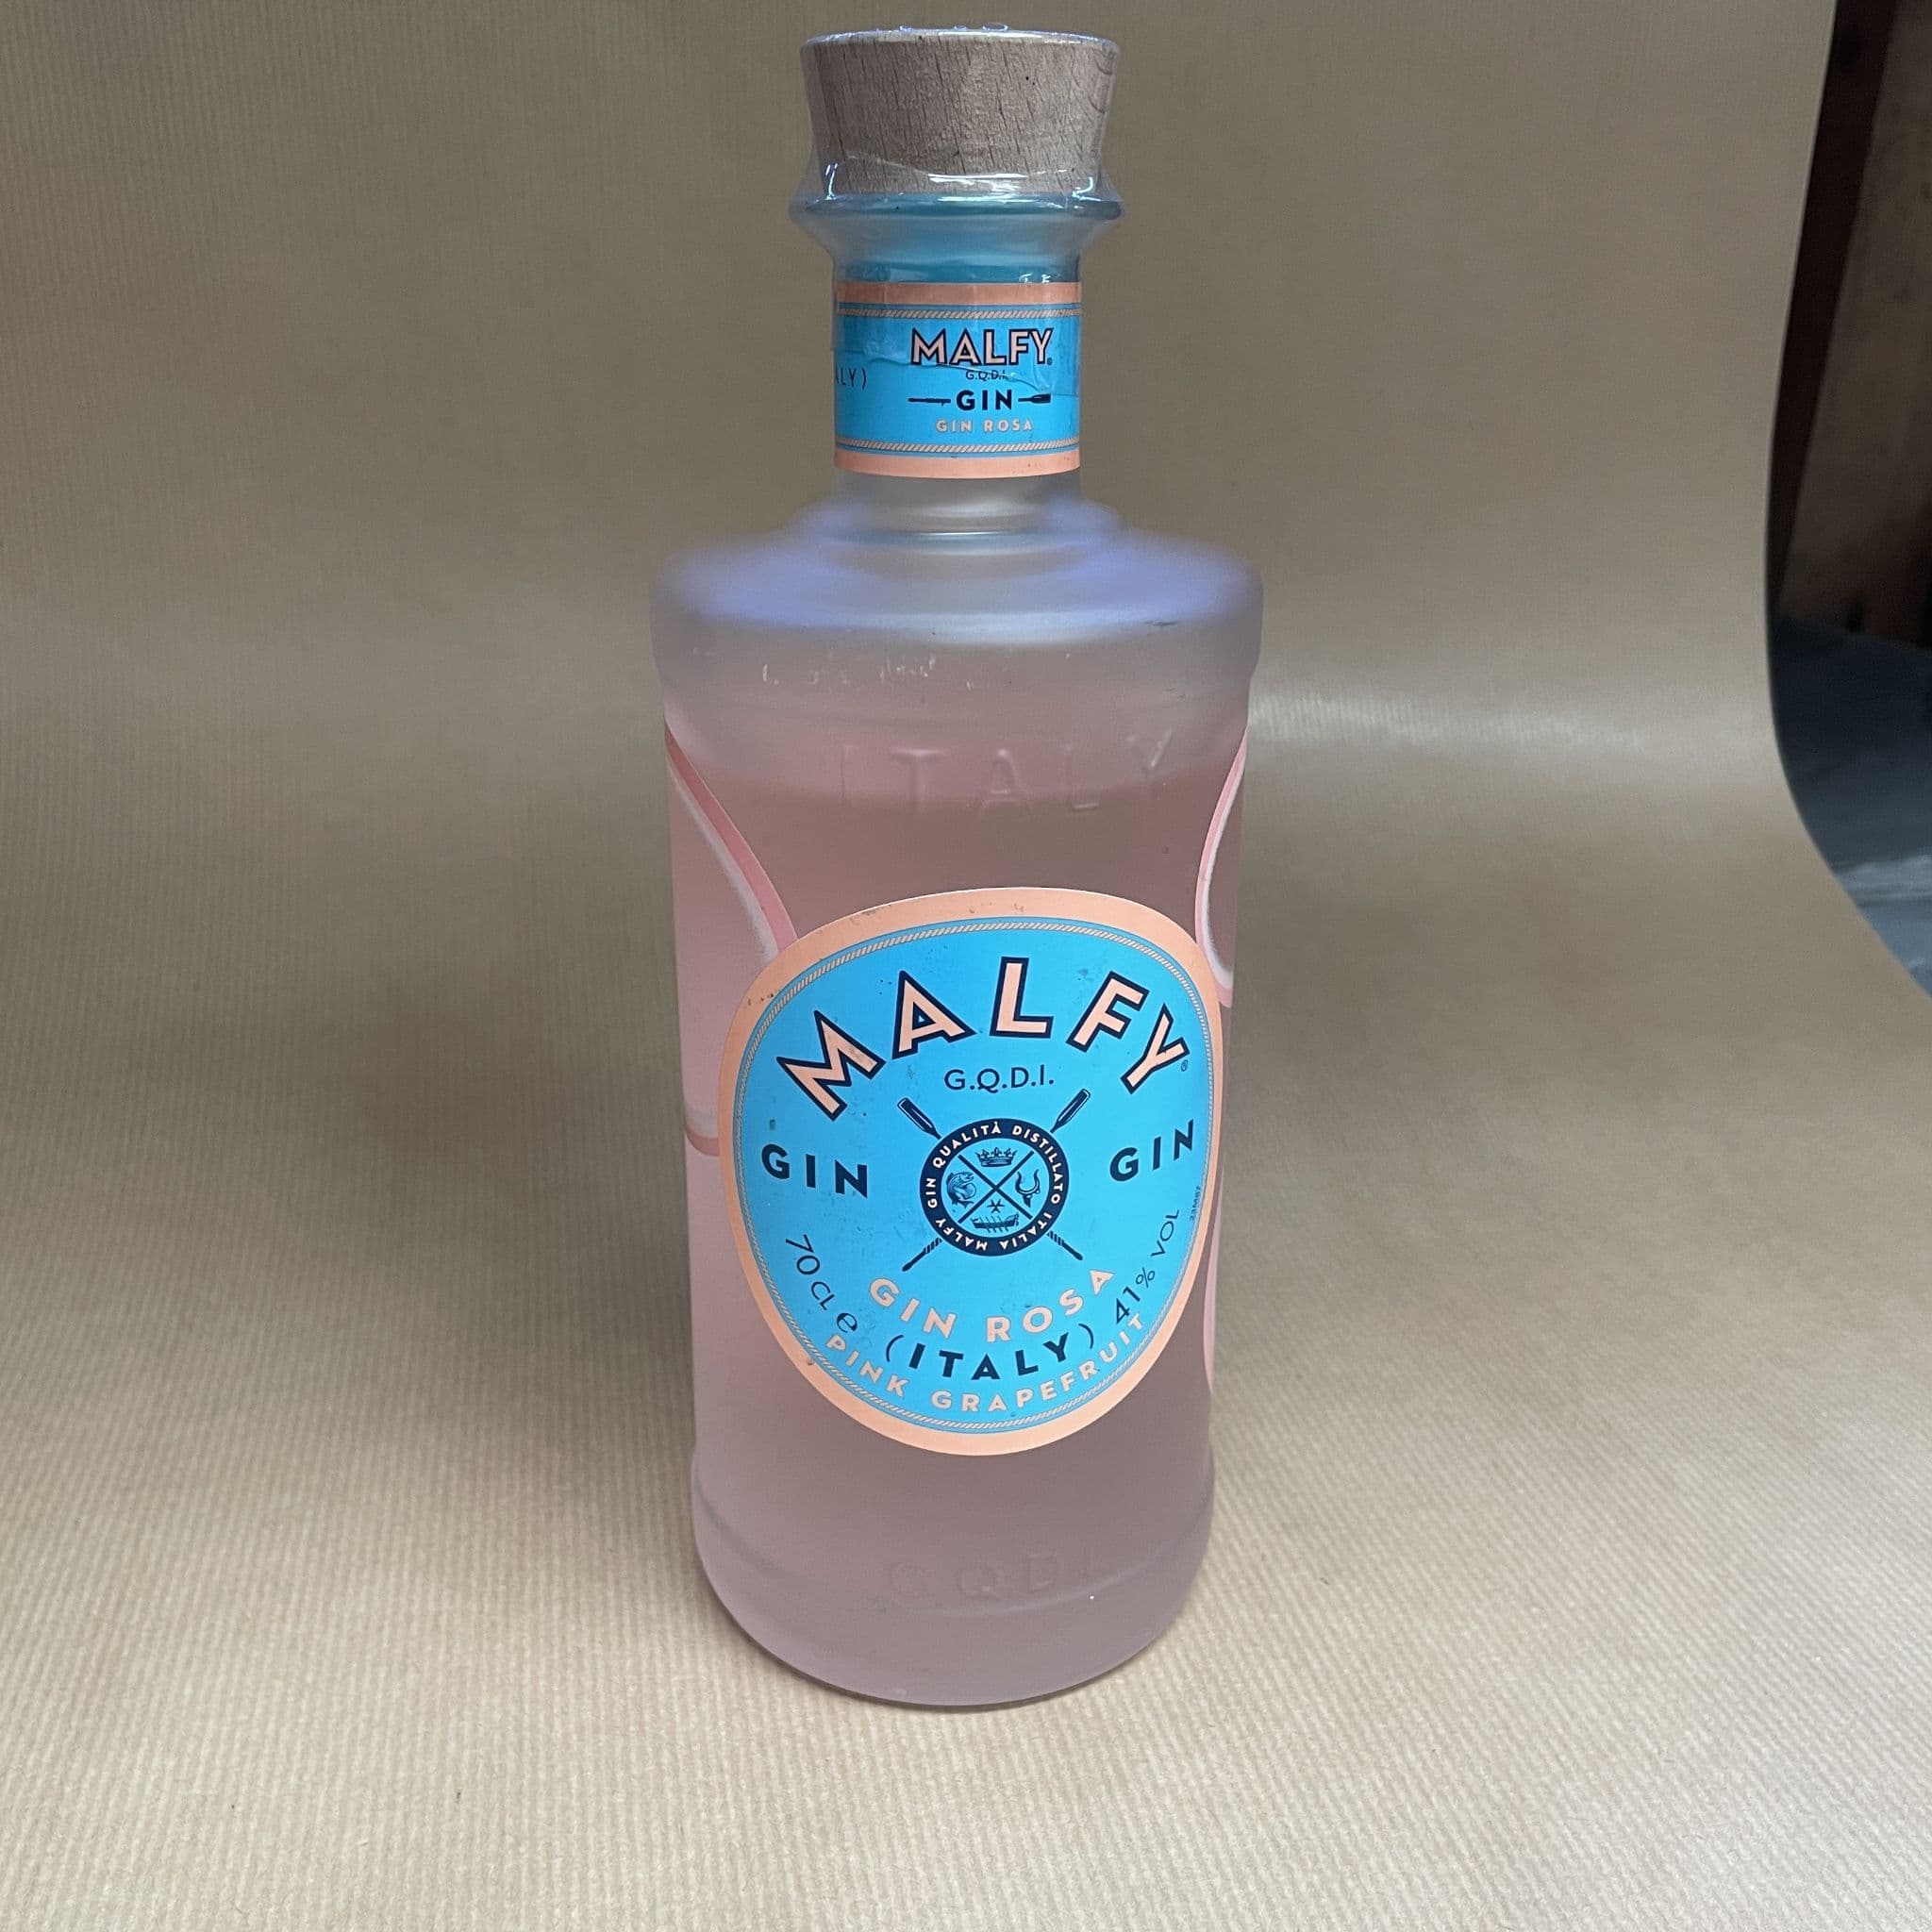 ALY)
MALFY®
G.Q.D.I.
GIN
GIN ROSA
ITALY
MALFY®
G.Q.D.I.
GIN
GIN
MALFY GIN QUALITÀ DISTILLATO ITALIA
70CL e
41% VOL
GIN ROSA
(ITALY)
PINK GRAPEFRUIT
G.Q.D.I.